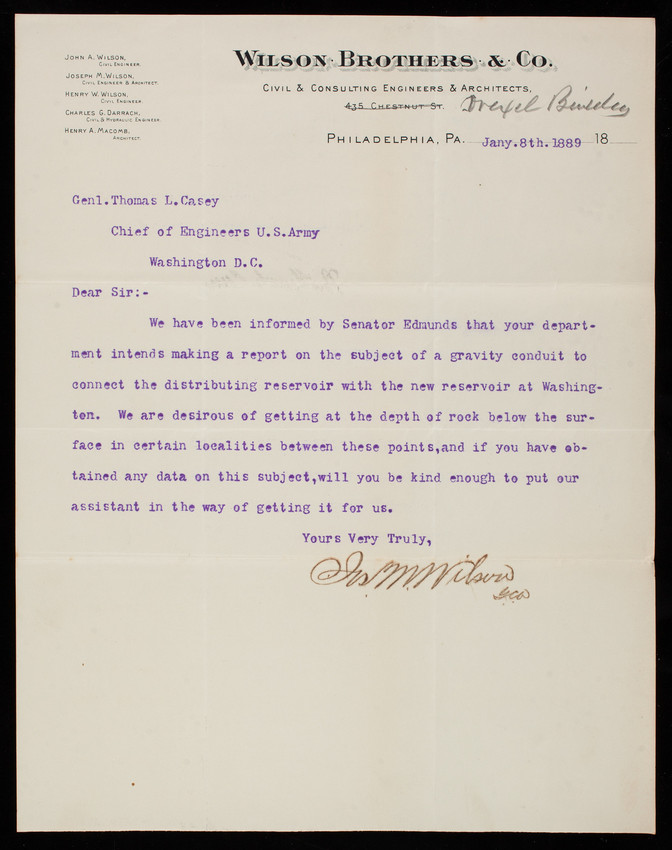 John A. Wilson,
Civil Engineer.
Joseph M. Wilson,
Civil Engineer & Architect.
Henry W. Wilson,
Civil Engineer.
Charles G. Darrach,
Civil & Hydraulic Engineer.
Henry A. Macomb,
Architect.
Wilson Brothers & Co.
Civil & Consulting Engineers & Architects,
435 Chestnut St. Drexel Building
Philadelphia, Pa. Jany.8th.1889 18
Genl.Thomas L.Casey
Chief of Engineers U.S.Army
Washington D.C.
Dear Sir:-
We have been informed by Senator Edmunds that your depart-
ment intends making a report on the subject of a gravity conduit to
connect the distributing reservoir with the new reservoir at Washing-
ton. We are desirous of getting at the depth of rock below the sur-
face in certain localities between these points,and if you have ob-
tained any data on this subject,will you be kind enough to put our
assistant in the way of getting it for us.
Yours Very Truly,
Jos M. Wilson